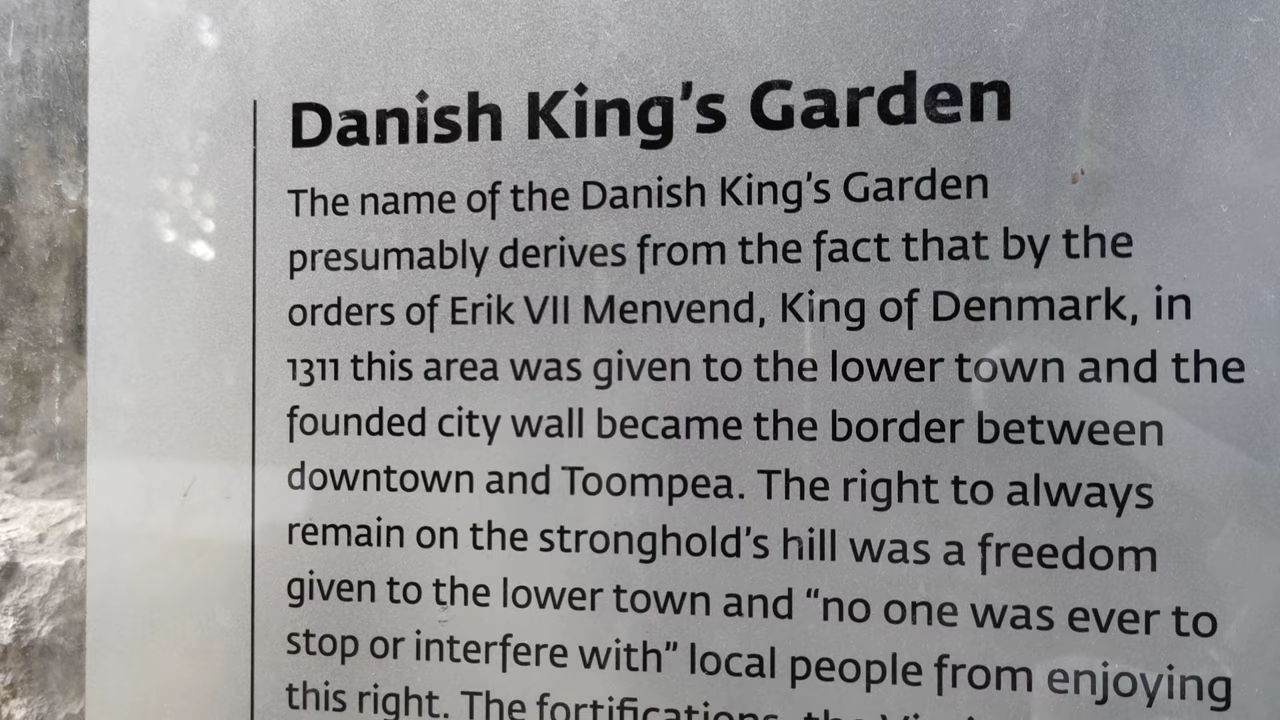 Danish King's Garden
The name of the Danish King's Garden
presumably derives from the fact that by the
orders of Erik VII Menvend, King of Denmark, in
1311 this area was given to the lower town and the
founded city wall became the border between
downtown and Toompea. The right to always
remain on the stronghold's hill was a freedom
given to the lower town and “no one was ever to
stop or interfere with” local people from enjoying
this right. The fortifications, the